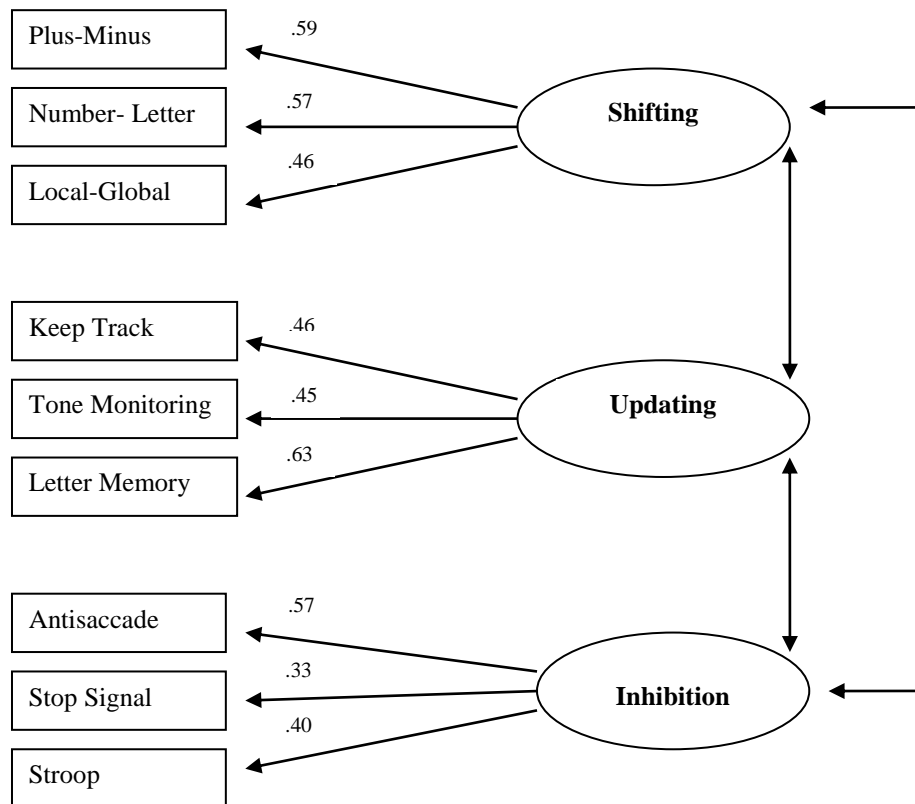 Plus-Minus
.59
Number- Letter
.57
Shifting
Local-Global
.46
Keep Track
.46
Tone Monitoring
.45
Updating
Letter Memory
.63
Antisaccade
.57
Stop Signal
.33
Inhibition
Stroop
.40